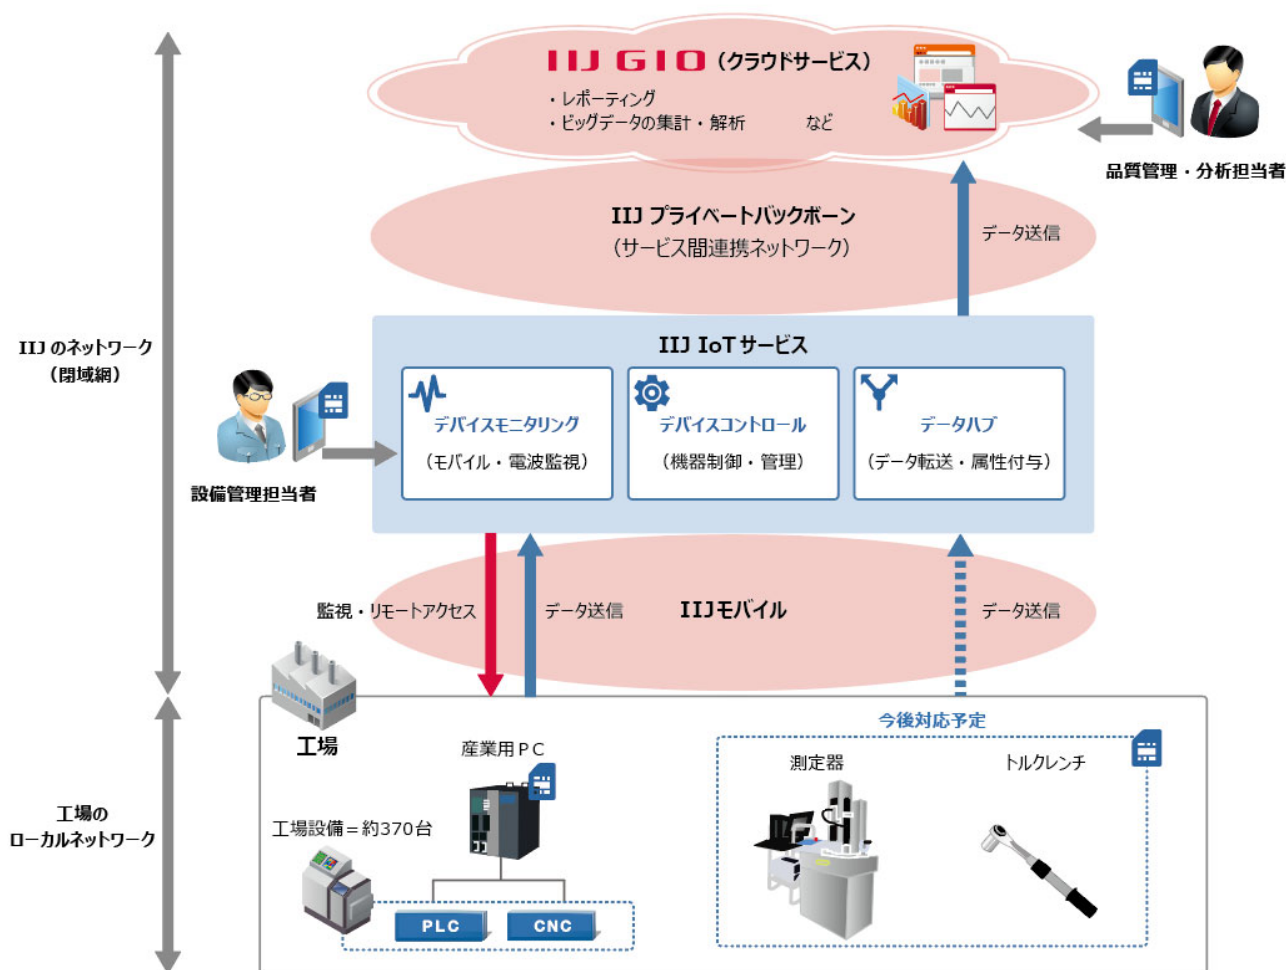 IIJ GIO（クラウドサービス）
・レポーティング
・ビッグデータの集計・解析　　など
品質管理・分析担当者
IIJ プライベートバックボーン
（サービス間連携ネットワーク）
データ送信
IIJ のネットワーク
（閉域網）
IIJ IoTサービス
デバイスモニタリング
（モバイル・電波監視）
デバイスコントロール
（機器制御・管理）
データハブ
（データ転送・属性付与）
設備管理担当者
監視・リモートアクセス
データ送信
IIJモバイル
データ送信
工場
今後対応予定
産業用PC
測定器
トルクレンチ
工場の
ローカルネットワーク
工場設備＝約370台
PLC
CNC